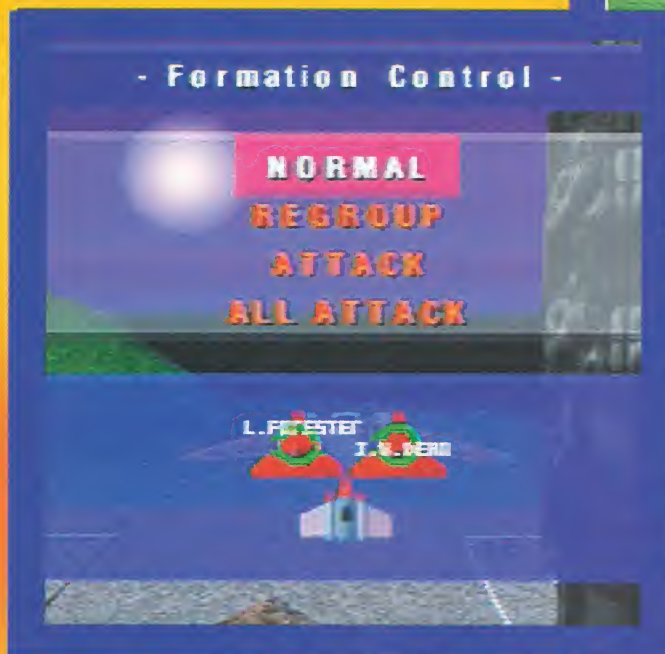 - Formation Control -
NORMAL
REGROUP
ATTACK
ALL ATTACK